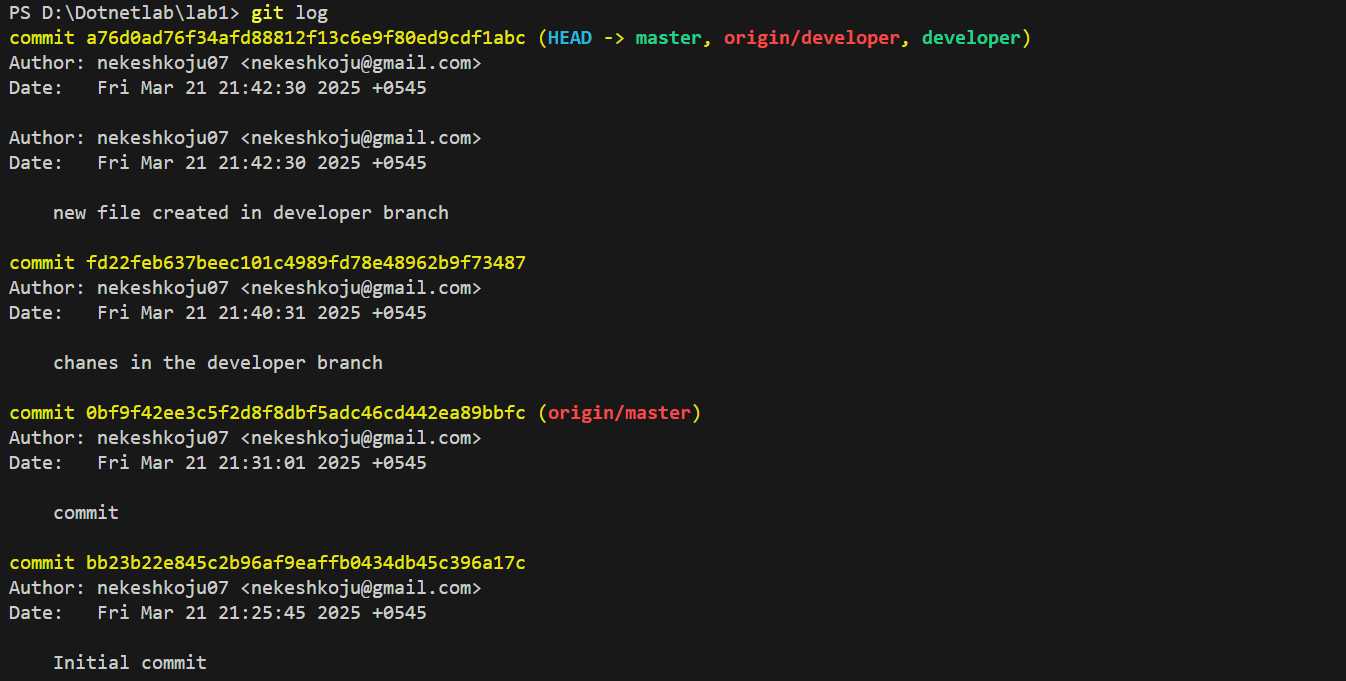 PS D:\Dotnetlab\lab1> git log
commit a76d0ad76f34afd88812f13c6e9f80ed9cdf1abc (HEAD -> master, origin/developer, developer)
Author: nekeshkoju07 <nekeshkoju@gmail.com>
Date:   Fri Mar 21 21:42:30 2025 +0545
Author: nekeshkoju07 <nekeshkoju@gmail.com>
Date:   Fri Mar 21 21:42:30 2025 +0545
    new file created in developer branch
commit fd22feb637beec101c4989fd78e48962b9f73487
Author: nekeshkoju07 <nekeshkoju@gmail.com>
Date:   Fri Mar 21 21:40:31 2025 +0545
    chanes in the developer branch
commit 0bf9f42ee3c5f2d8f8dbf5adc46cd442ea89bbfc (origin/master)
Author: nekeshkoju07 <nekeshkoju@gmail.com>
Date:   Fri Mar 21 21:31:01 2025 +0545
    commit
commit bb23b22e845c2b96af9eaffb0434db45c396a17c
Author: nekeshkoju07 <nekeshkoju@gmail.com>
Date:   Fri Mar 21 21:25:45 2025 +0545
    Initial commit